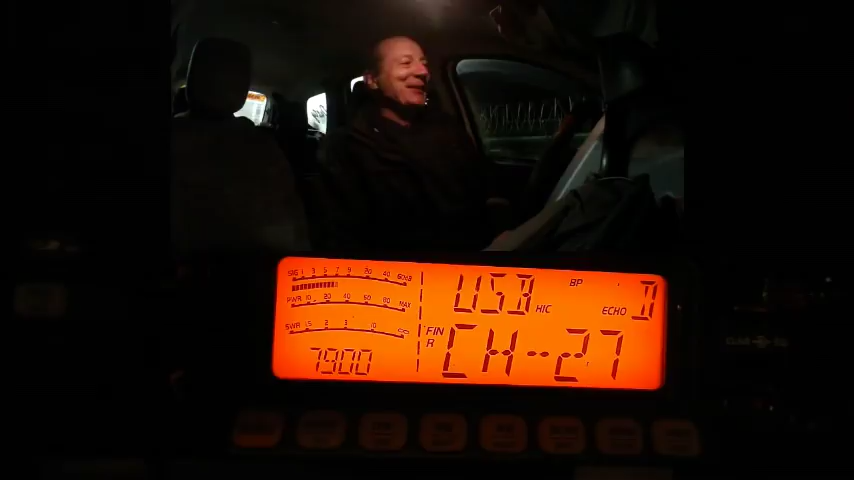 SIG 1 3 5 7 9 20 40 60dB
PWR 10 20 40 60 80 MAX
SWR 1.5 2 3 10 ∞
7900
USB HIC BP ECHO D
FIN R CH-27